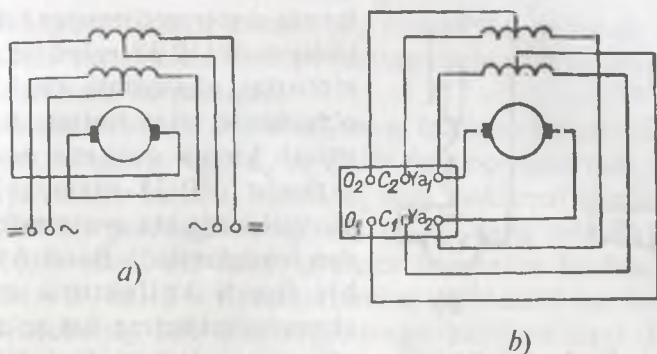 = ~ ~ =
a)
O₂ C₂ Ya₁
O₁ C₁ Ya₂
b)